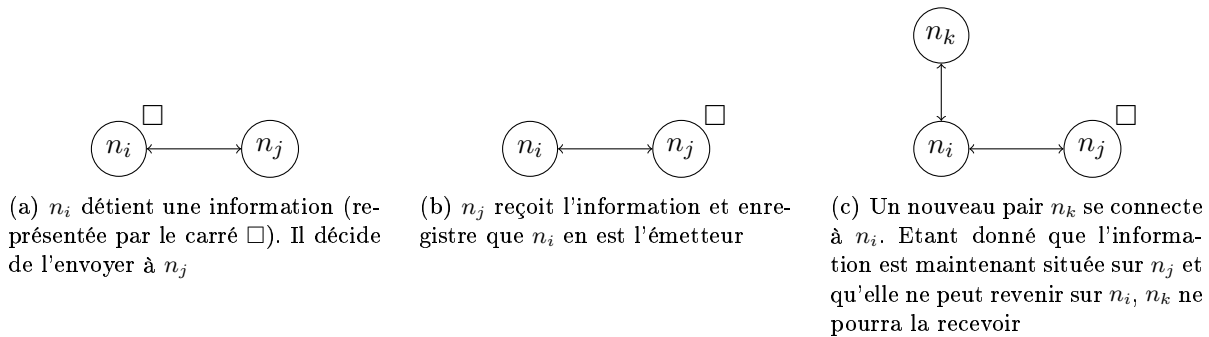 n_k
n_i □ n_j
n_i n_j □
n_i n_j □
(a) n_i détient une information (re-
présentée par le carré □). Il décide
de l'envoyer à n_j
(b) n_j reçoit l'information et enre-
gistre que n_i en est l'émetteur
(c) Un nouveau pair n_k se connecte
à n_i. Etant donné que l'informa-
tion est maintenant située sur n_j et
qu'elle ne peut revenir sur n_i, n_k ne
pourra la recevoir